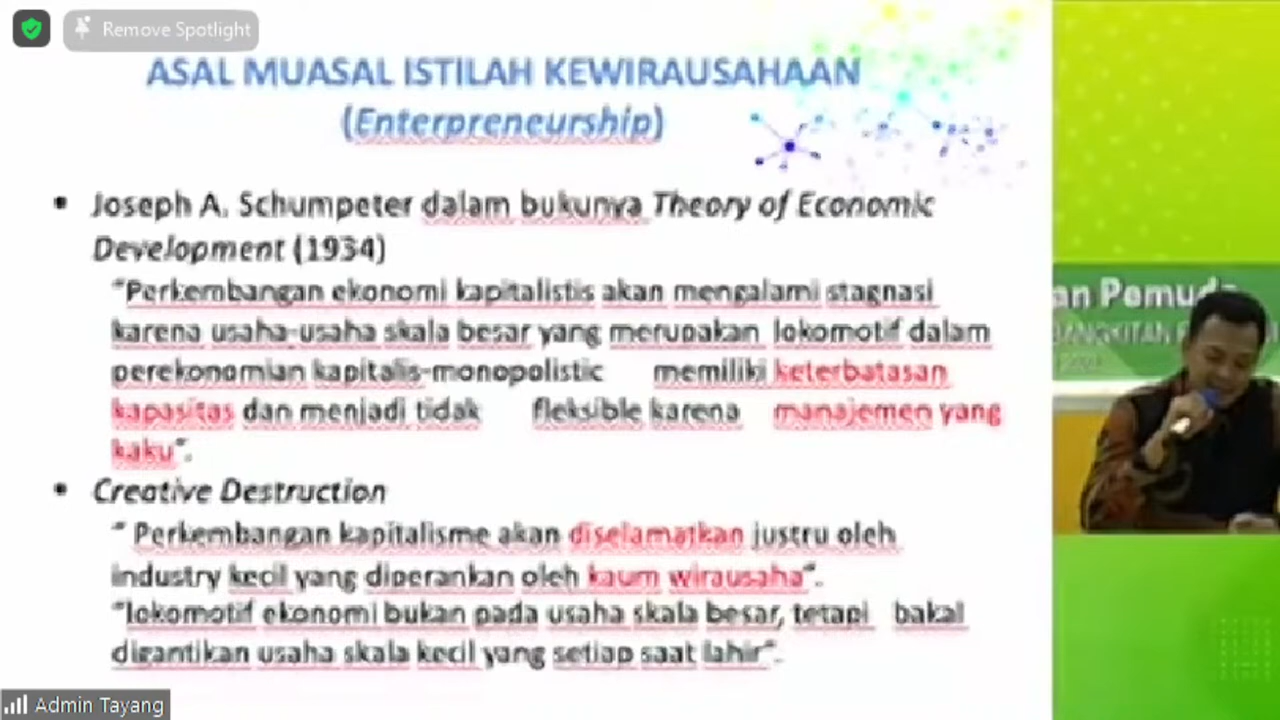 Remove Spotlight
ASAL MUASAL ISTILAH KEWIRAUSAHAAN
(Enterpreneurship)
• Joseph A. Schumpeter dalam bukunya Theory of Economic
Development (1934)
"Perkembangan ekonomi kapitalistis akan mengalami stagnasi
karena usaha-usaha skala besar yang merupakan lokomotif dalam
perekonomian kapitalis-monopolistic memiliki keterbatasan
kapasitas dan menjadi tidak fleksible karena manajemen yang
kaku".
• Creative Destruction
" Perkembangan kapitalisme akan diselamatkan justru oleh
industry kecil yang diperankan oleh kaum wirausaha".
"lokomotif ekonomi bukan pada usaha skala besar, tetapi bakal
digantikan usaha skala kecil yang setiap saat lahir".
an Pemuda
BANGKITAN
Admin Tayang